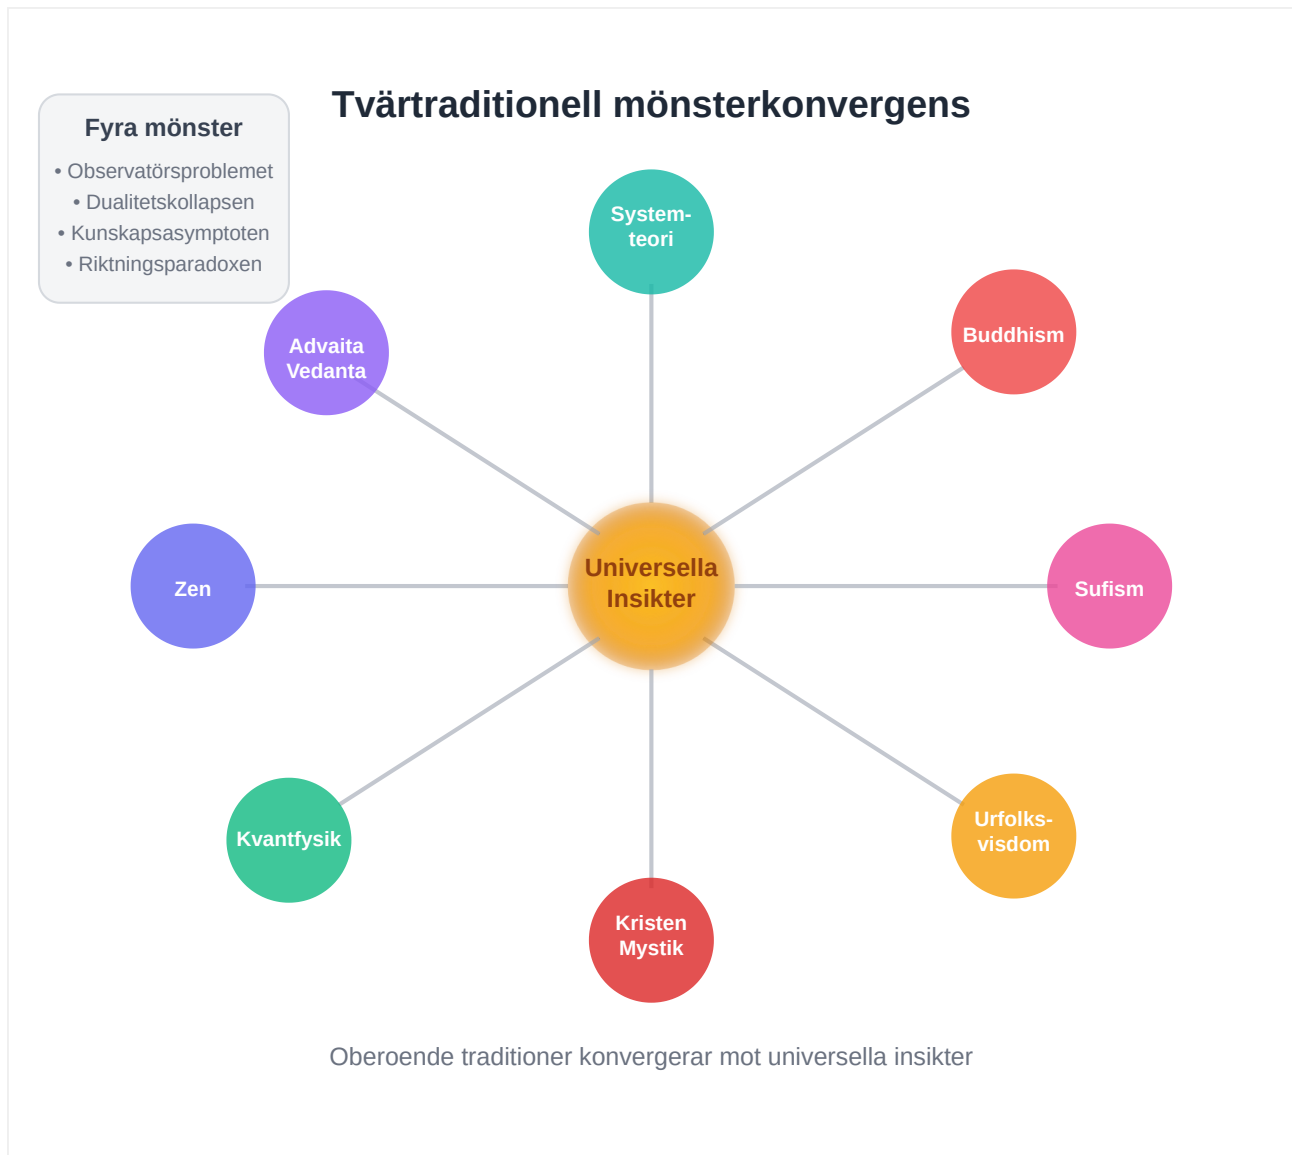 Tvärtraditionell mönsterkonvergens
Fyra mönster
• Observatörsproblemet
• Dualitetskollapsen
• Kunskapsasymptoten
• Riktningsparadoxen
System-
teori
Buddhism
Advaita
Vedanta
Universella
Insikter
Zen
Sufism
Kvantfysik
Urfolks-
visdom
Kristen
Mystik
Oberoende traditioner konvergerar mot universella insikter